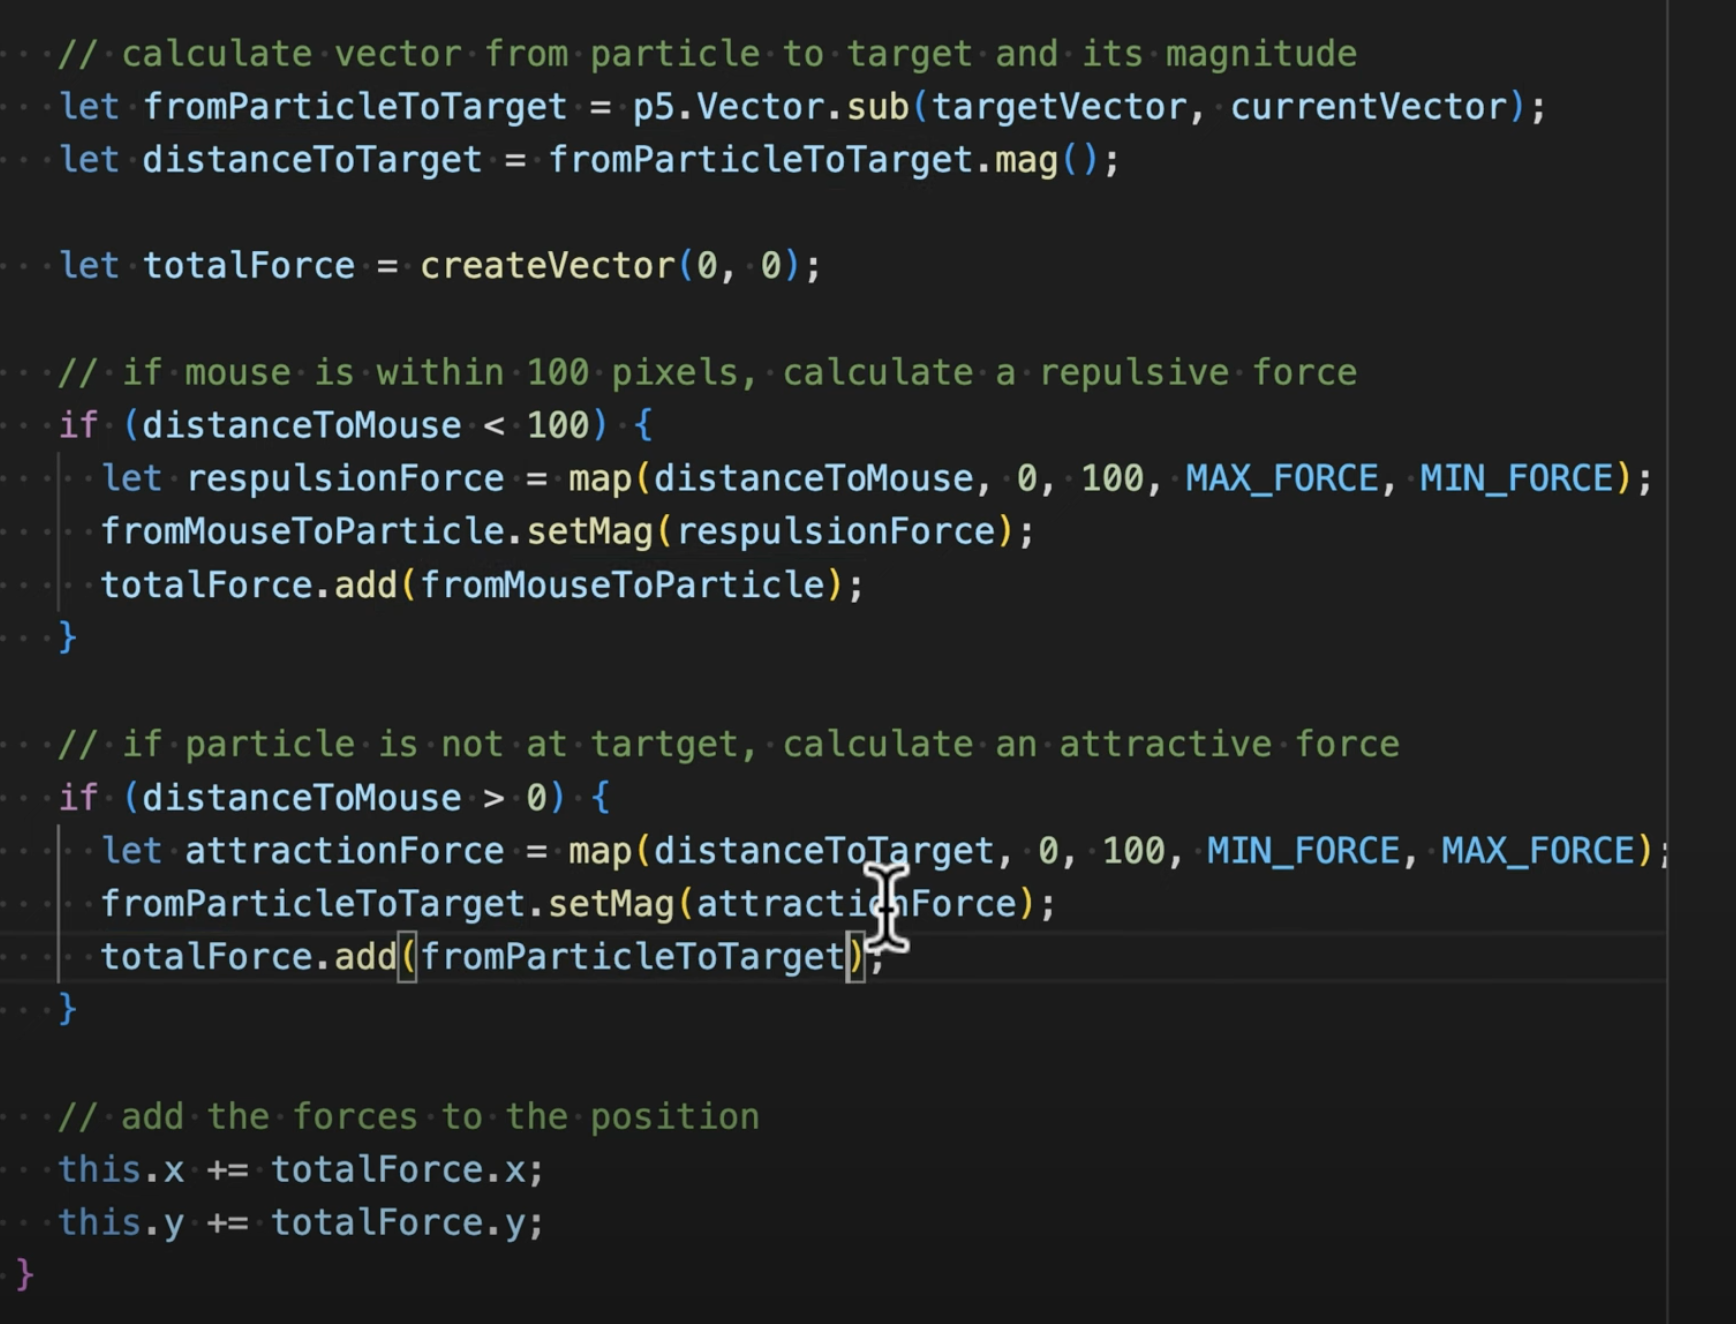 // calculate vector from particle to target and its magnitude
let fromParticleToTarget = p5.Vector.sub(targetVector, currentVector);
let distanceToTarget = fromParticleToTarget.mag();
let totalForce = createVector(0, 0);
// if mouse is within 100 pixels, calculate a repulsive force
if (distanceToMouse < 100) {
let respulsionForce = map(distanceToMouse, 0, 100, MAX_FORCE, MIN_FORCE);
fromMouseToParticle.setMag(respulsionForce);
totalForce.add(fromMouseToParticle);
}
// if particle is not at tartget, calculate an attractive force
if (distanceToMouse > 0) {
let attractionForce = map(distanceToTarget, 0, 100, MIN_FORCE, MAX_FORCE);
fromParticleToTarget.setMag(attractionForce);
totalForce.add(fromParticleToTarget);
}
// add the forces to the position
this.x += totalForce.x;
this.y += totalForce.y;
}